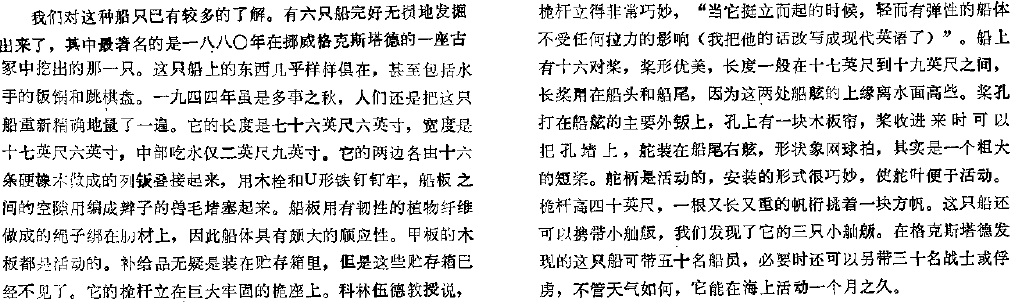 我们对这种船只已有较多的了解。有六只船完好无损地发掘
出来了，其中最著名的是一八八〇年在挪威格克斯塔德的一座古
冢中挖出的那一只。这只船上的东西几乎样样俱在，甚至包括水
手的饭锅和跳棋盘。一九四四年虽是多事之秋，人们还是把这只
船重新精确地量了一遍。它的长度是七十六英尺六英寸，宽度是
十七英尺六英寸，中部吃水仅二英尺九英寸。它的两边各由十六
条硬橡木做成的列钣叠接起来，用木栓和U形铁钉钉牢，船板之
间的空隙用编成辫子的兽毛堵塞起来。船板用有韧性的植物纤维
做成的绳子绑在肋材上，因此船体具有颇大的顺应性。甲板的木
板都是活动的。补给品无疑是装在贮存箱里，但是这些贮存箱已
经不见了。它的桅杆立在巨大牢固的桅座上。科林伍德教授说，
桅杆立得非常巧妙，“当它挺立而起的时候，轻而有弹性的船体
不受任何拉力的影响（我把他的话改写成现代英语了）”。船上
有十六对桨，桨形优美，长度一般在十七英尺到十九英尺之间，
长桨用在船头和船尾，因为这两处船舷的上缘离水面高些。桨孔
打在船舷的主要外钣上，孔上有一块木板帘，桨收进来时可以
把孔堵上，舵装在船尾右舷，形状象网球拍，其实是一个粗大
的短桨。舵柄是活动的，安装的形式很巧妙，使舵叶便于活动。
桅杆高四十英尺，一根又长又重的帆桁挑着一块方帆。这只船还
可以携带小舢舨，我们发现了它的三只小舢舨。在格克斯塔德发
现的这只船可带五十名船员，必要时还可以另带三十名战士或俘
虏，不管天气如何，它能在海上活动一个月之久。